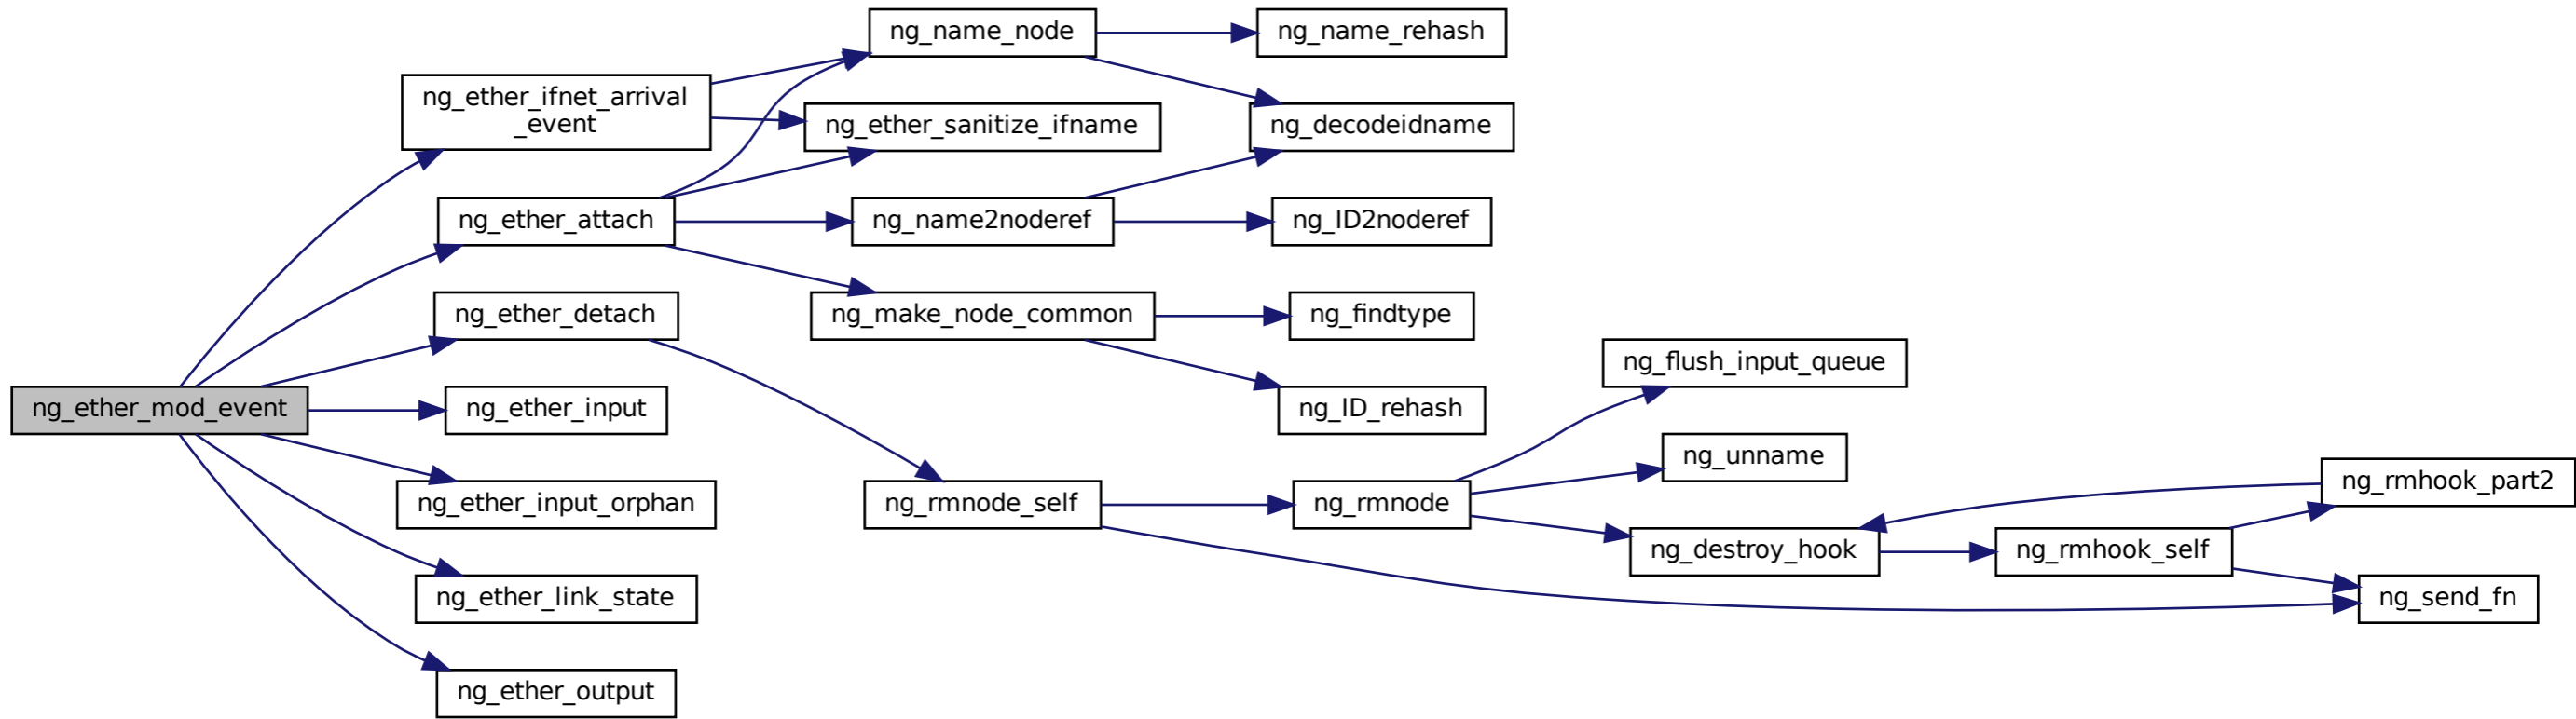 ng_ether_mod_event
ng_ether_ifnet_arrival
_event
ng_ether_attach
ng_ether_detach
ng_ether_input
ng_ether_input_orphan
ng_ether_link_state
ng_ether_output
ng_name_node
ng_ether_sanitize_ifname
ng_name2noderef
ng_make_node_common
ng_rmnode_self
ng_name_rehash
ng_decodeidname
ng_ID2noderef
ng_findtype
ng_ID_rehash
ng_rmnode
ng_flush_input_queue
ng_unname
ng_destroy_hook
ng_rmhook_self
ng_rmhook_part2
ng_send_fn